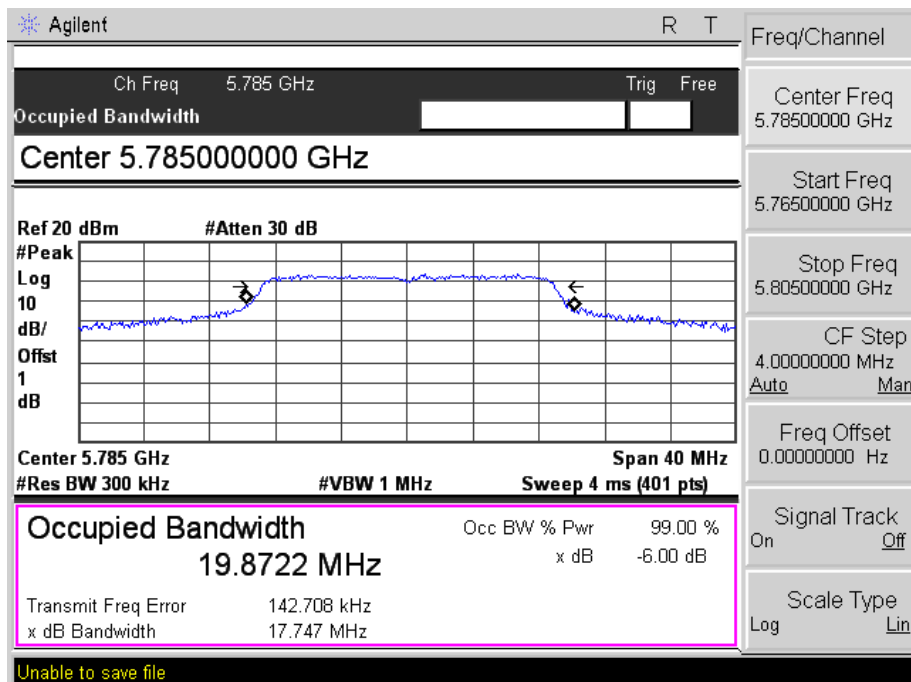 Agilent R T
Ch Freq 5.785 GHz Trig Free
Occupied Bandwidth
Center 5.785000000 GHz
Ref 20 dBm #Atten 30 dB
#Peak
Log
10
dB/
Offst
1
dB
Center 5.785 GHz Span 40 MHz
#Res BW 300 kHz #VBW 1 MHz Sweep 4 ms (401 pts)
Occupied Bandwidth
19.8722 MHz
Occ BW % Pwr 99.00 %
x dB -6.00 dB
Transmit Freq Error 142.708 kHz
x dB Bandwidth 17.747 MHz
Unable to save file
Freq/Channel
Center Freq
5.78500000 GHz
Start Freq
5.76500000 GHz
Stop Freq
5.80500000 GHz
CF Step
4.00000000 MHz
Auto Man
Freq Offset
0.00000000 Hz
Signal Track
On Off
Scale Type
Log Lin